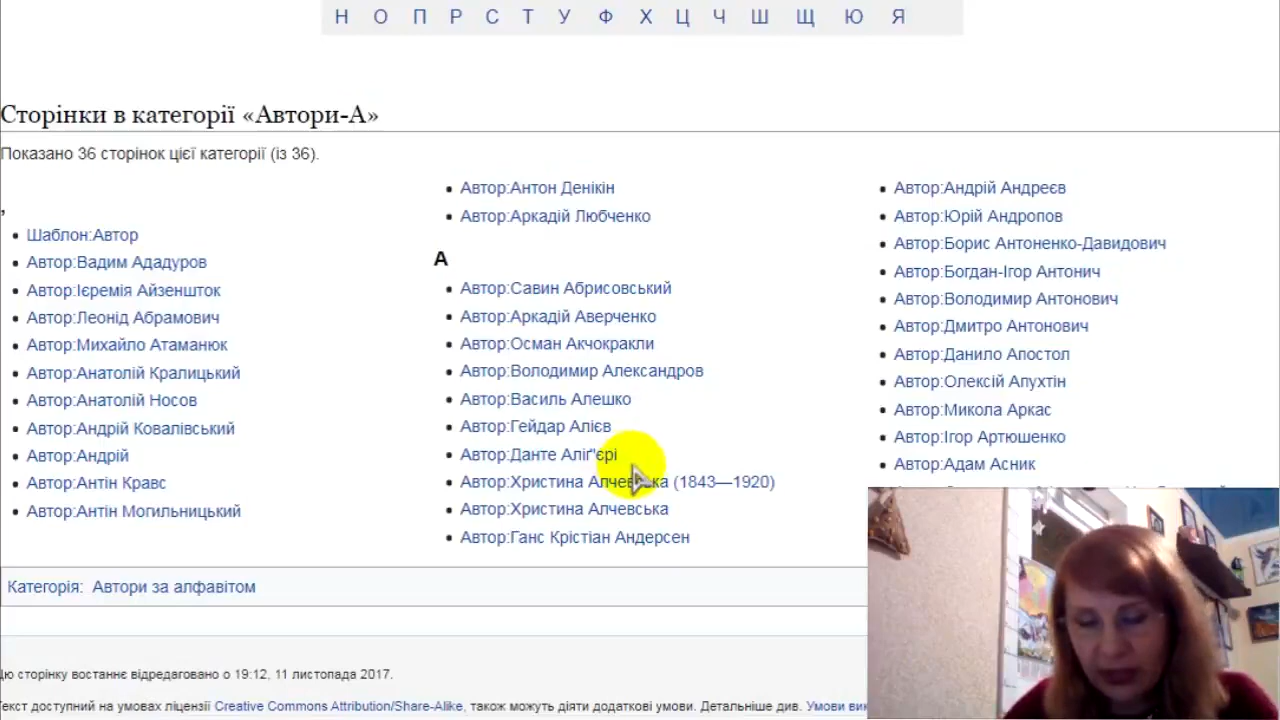 Н О П Р С Т У Ф Х Ц Ч Ш Щ Ю Я
Сторінки в категорії «Автори-А»
Показано 36 сторінок цієї категорії (із 36).
,
Шаблон:Автор
Автор:Вадим Ададуров
Автор:Ієремія Айзеншток
Автор:Леонід Абрамович
Автор:Михайло Атаманюк
Автор:Анатолій Кралицький
Автор:Анатолій Носов
Автор:Андрій Ковалівський
Автор:Андрій
Автор:Антін Кравс
Автор:Антін Могильницький
Автор:Антон Денікін
Автор:Аркадій Любченко
А
Автор:Савин Абрисовський
Автор:Аркадій Аверченко
Автор:Осман Акчокракли
Автор:Володимир Александров
Автор:Василь Алешко
Автор:Гейдар Алієв
Автор:Данте Аліґ'єрі
Автор:Христина Алчевська (1843—1920)
Автор:Христина Алчевська
Автор:Ганс Крістіан Андерсен
Автор:Андрій Андреєв
Автор:Юрій Андропов
Автор:Борис Антоненко-Давидович
Автор:Богдан-Ігор Антонич
Автор:Володимир Антонович
Автор:Дмитро Антонович
Автор:Данило Апостол
Автор:Олексій Апухтін
Автор:Микола Аркас
Автор:Ігор Артюшенко
Автор:Адам Асник
Категорія: Автори за алфавітом
Цю сторінку востаннє відредаговано о 19:12, 11 листопада 2017.
Текст доступний на умовах ліцензії Creative Commons Attribution/Share-Alike, також можуть діяти додаткові умови. Детальніше див. Умови вик